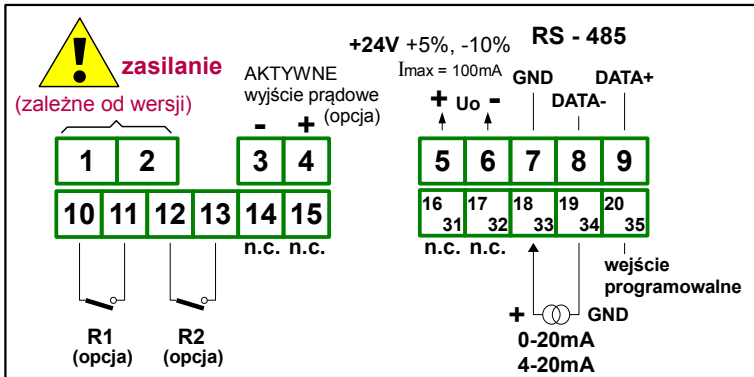 zasilanie
(zależne od wersji)
AKTYWNE
wyjście prądowe
(opcja)
- +
+24V +5%, -10%
Imax = 100mA
+ Uo -
RS - 485
GND
DATA-
DATA+
1 2 3 4 5 6 7 8 9
10 11 12 13 14 15
16 17 18 19 20
31 32 33 34 35
n.c. n.c.
n.c. n.c.
R1
(opcja)
R2
(opcja)
wejście
programowalne
+ GND
0-20mA
4-20mA